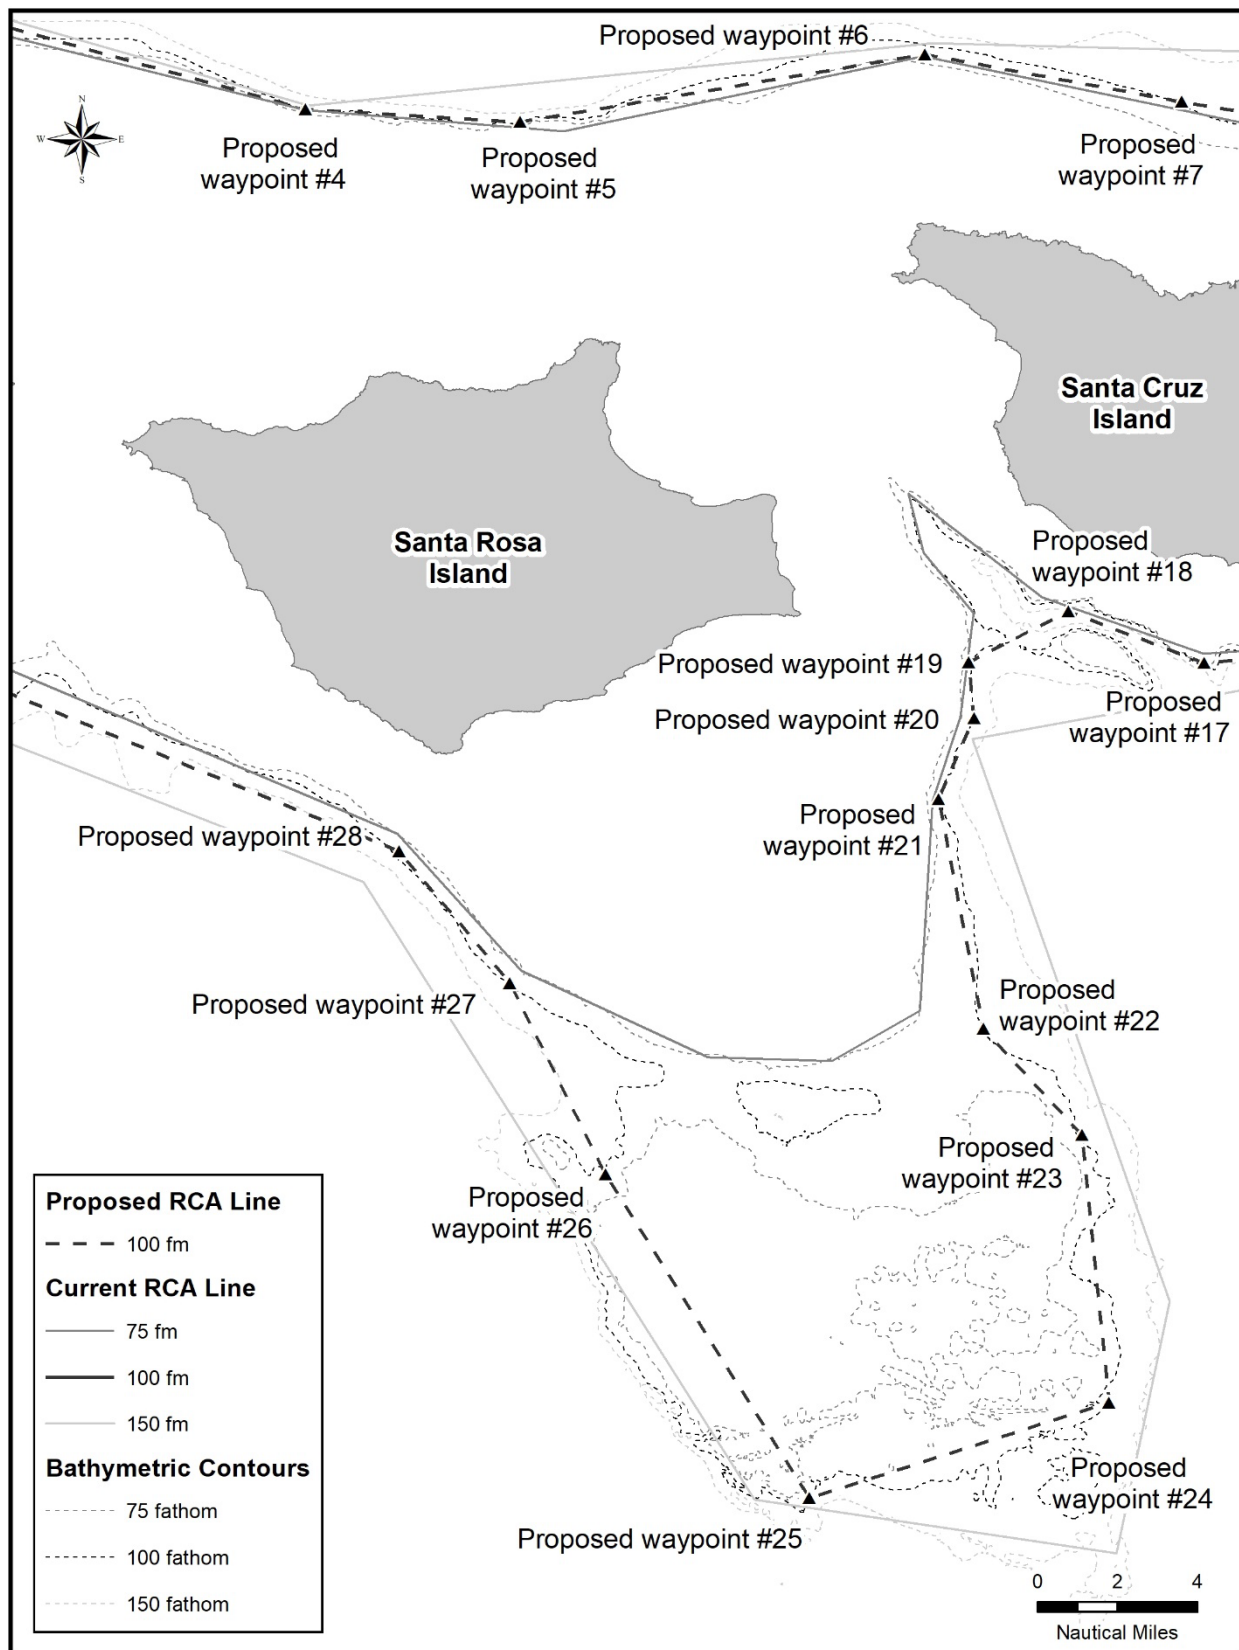 Proposed waypoint #6
N
W
E
S
Proposed
waypoint #4
Proposed
waypoint #5
Proposed
waypoint #7
Santa Cruz
Island
Santa Rosa
Island
Proposed
waypoint #18
Proposed waypoint #19
Proposed waypoint #20
Proposed
waypoint #17
Proposed
waypoint #21
Proposed waypoint #28
Proposed waypoint #27
Proposed
waypoint #22
Proposed
waypoint #23
Proposed
waypoint #26
Proposed
waypoint #24
Proposed waypoint #25
Proposed RCA Line
100 fm
Current RCA Line
75 fm
100 fm
150 fm
Bathymetric Contours
75 fathom
100 fathom
150 fathom
0 2 4
Nautical Miles